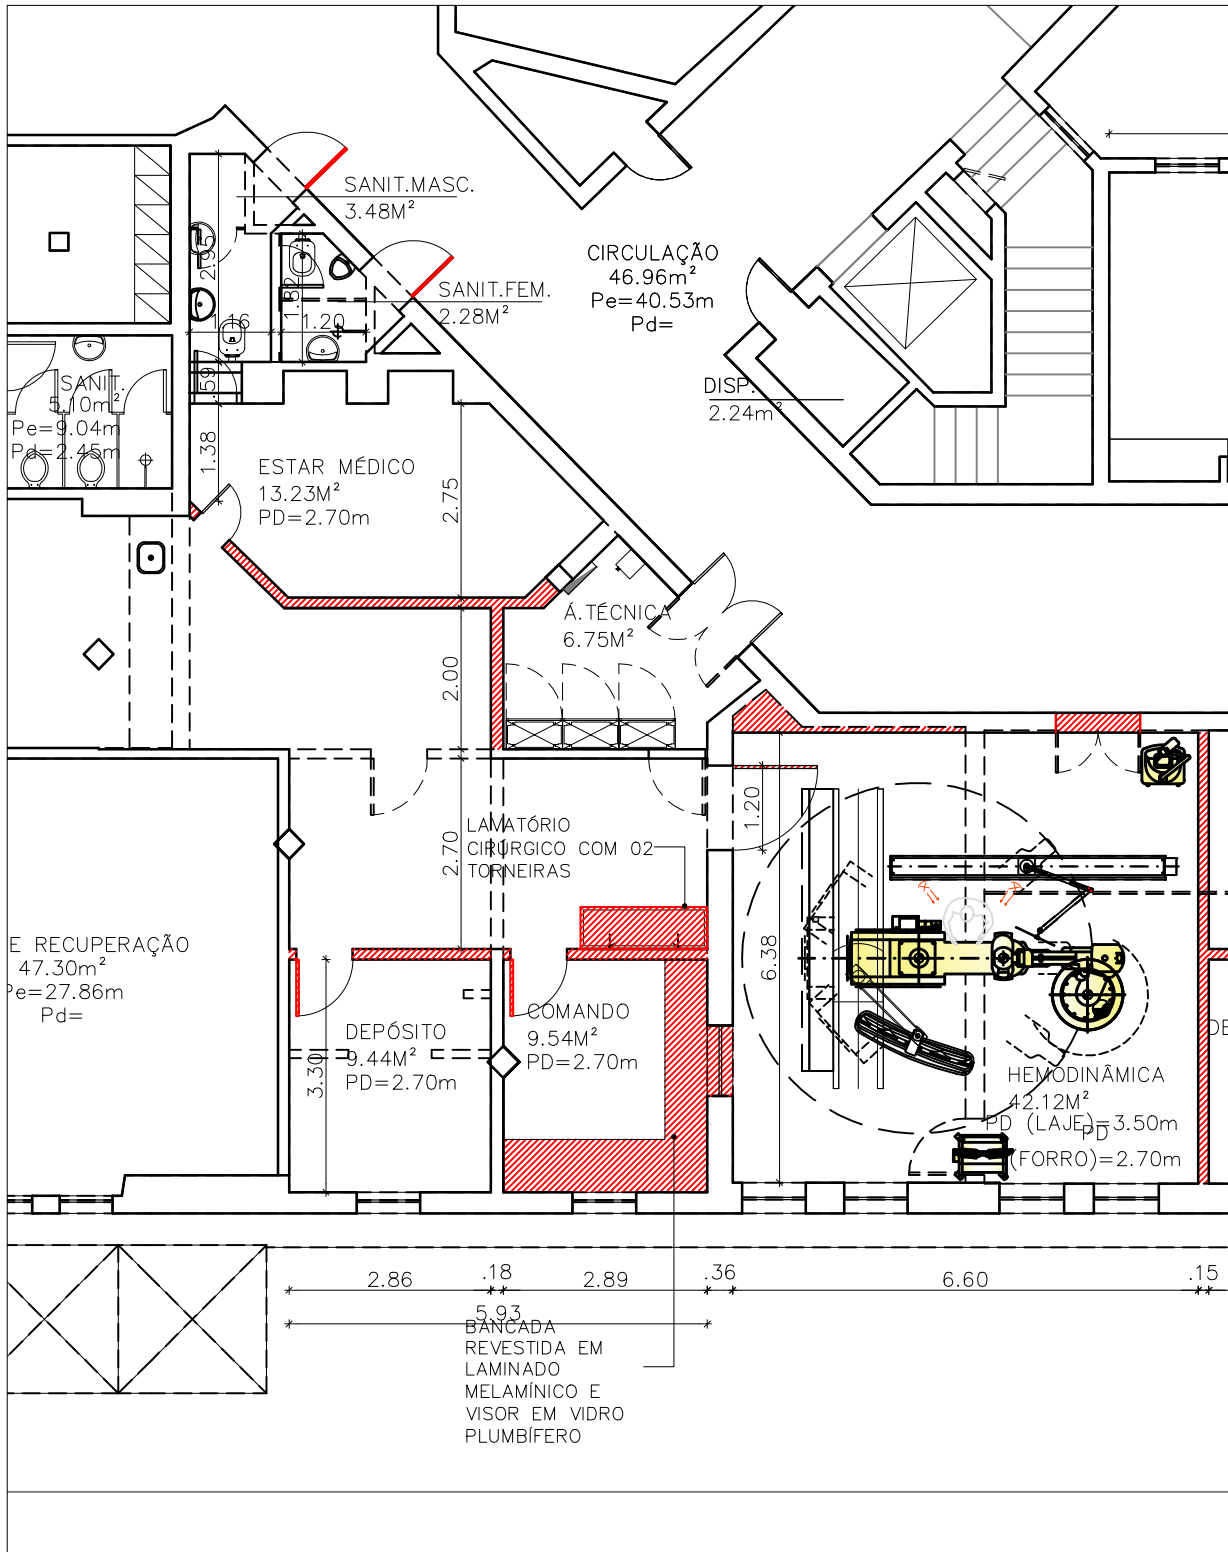 SANIT.MASC.
3.48M²
2.95
SANIT.FEM.
2.28M²
1.82
1.16
1.20
CIRCULAÇÃO
46.96m²
Pe=40.53m
Pd=
DISP.
2.24m²
SANIT.
5.10m²
Pe=9.04m
Pd=2.45m
.59
1.38
ESTAR MÉDICO
13.23M²
PD=2.70m
2.75
Á.TÉCNICA
6.75M²
2.00
1.20
LAVATÓRIO
CIRÚRGICO COM 02
TORNEIRAS
2.70
6.38
E RECUPERAÇÃO
47.30m²
Pe=27.86m
Pd=
DEPÓSITO
9.44M²
PD=2.70m
3.30
COMANDO
9.54M²
PD=2.70m
HEMODINÂMICA
42.12M²
PD (LAJE)=3.50m
PD
(FORRO)=2.70m
DE
2.86
.18
2.89
.36
6.60
.15
5.93
BANCADA
REVESTIDA EM
LAMINADO
MELAMÍNICO E
VISOR EM VIDRO
PLUMBÍFERO